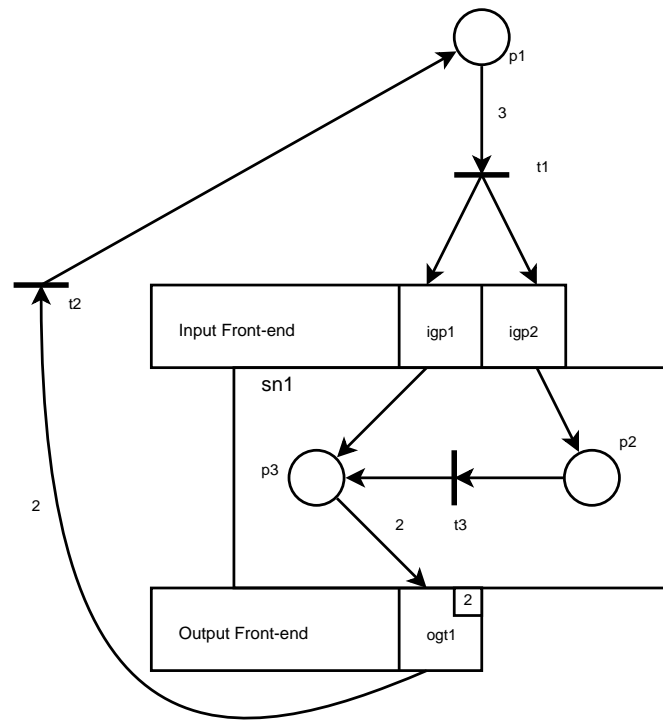 p1
3
t1
t2
Input Front-end
igp1
igp2
sn1
p2
p3
2
2
t3
2
Output Front-end
ogt1